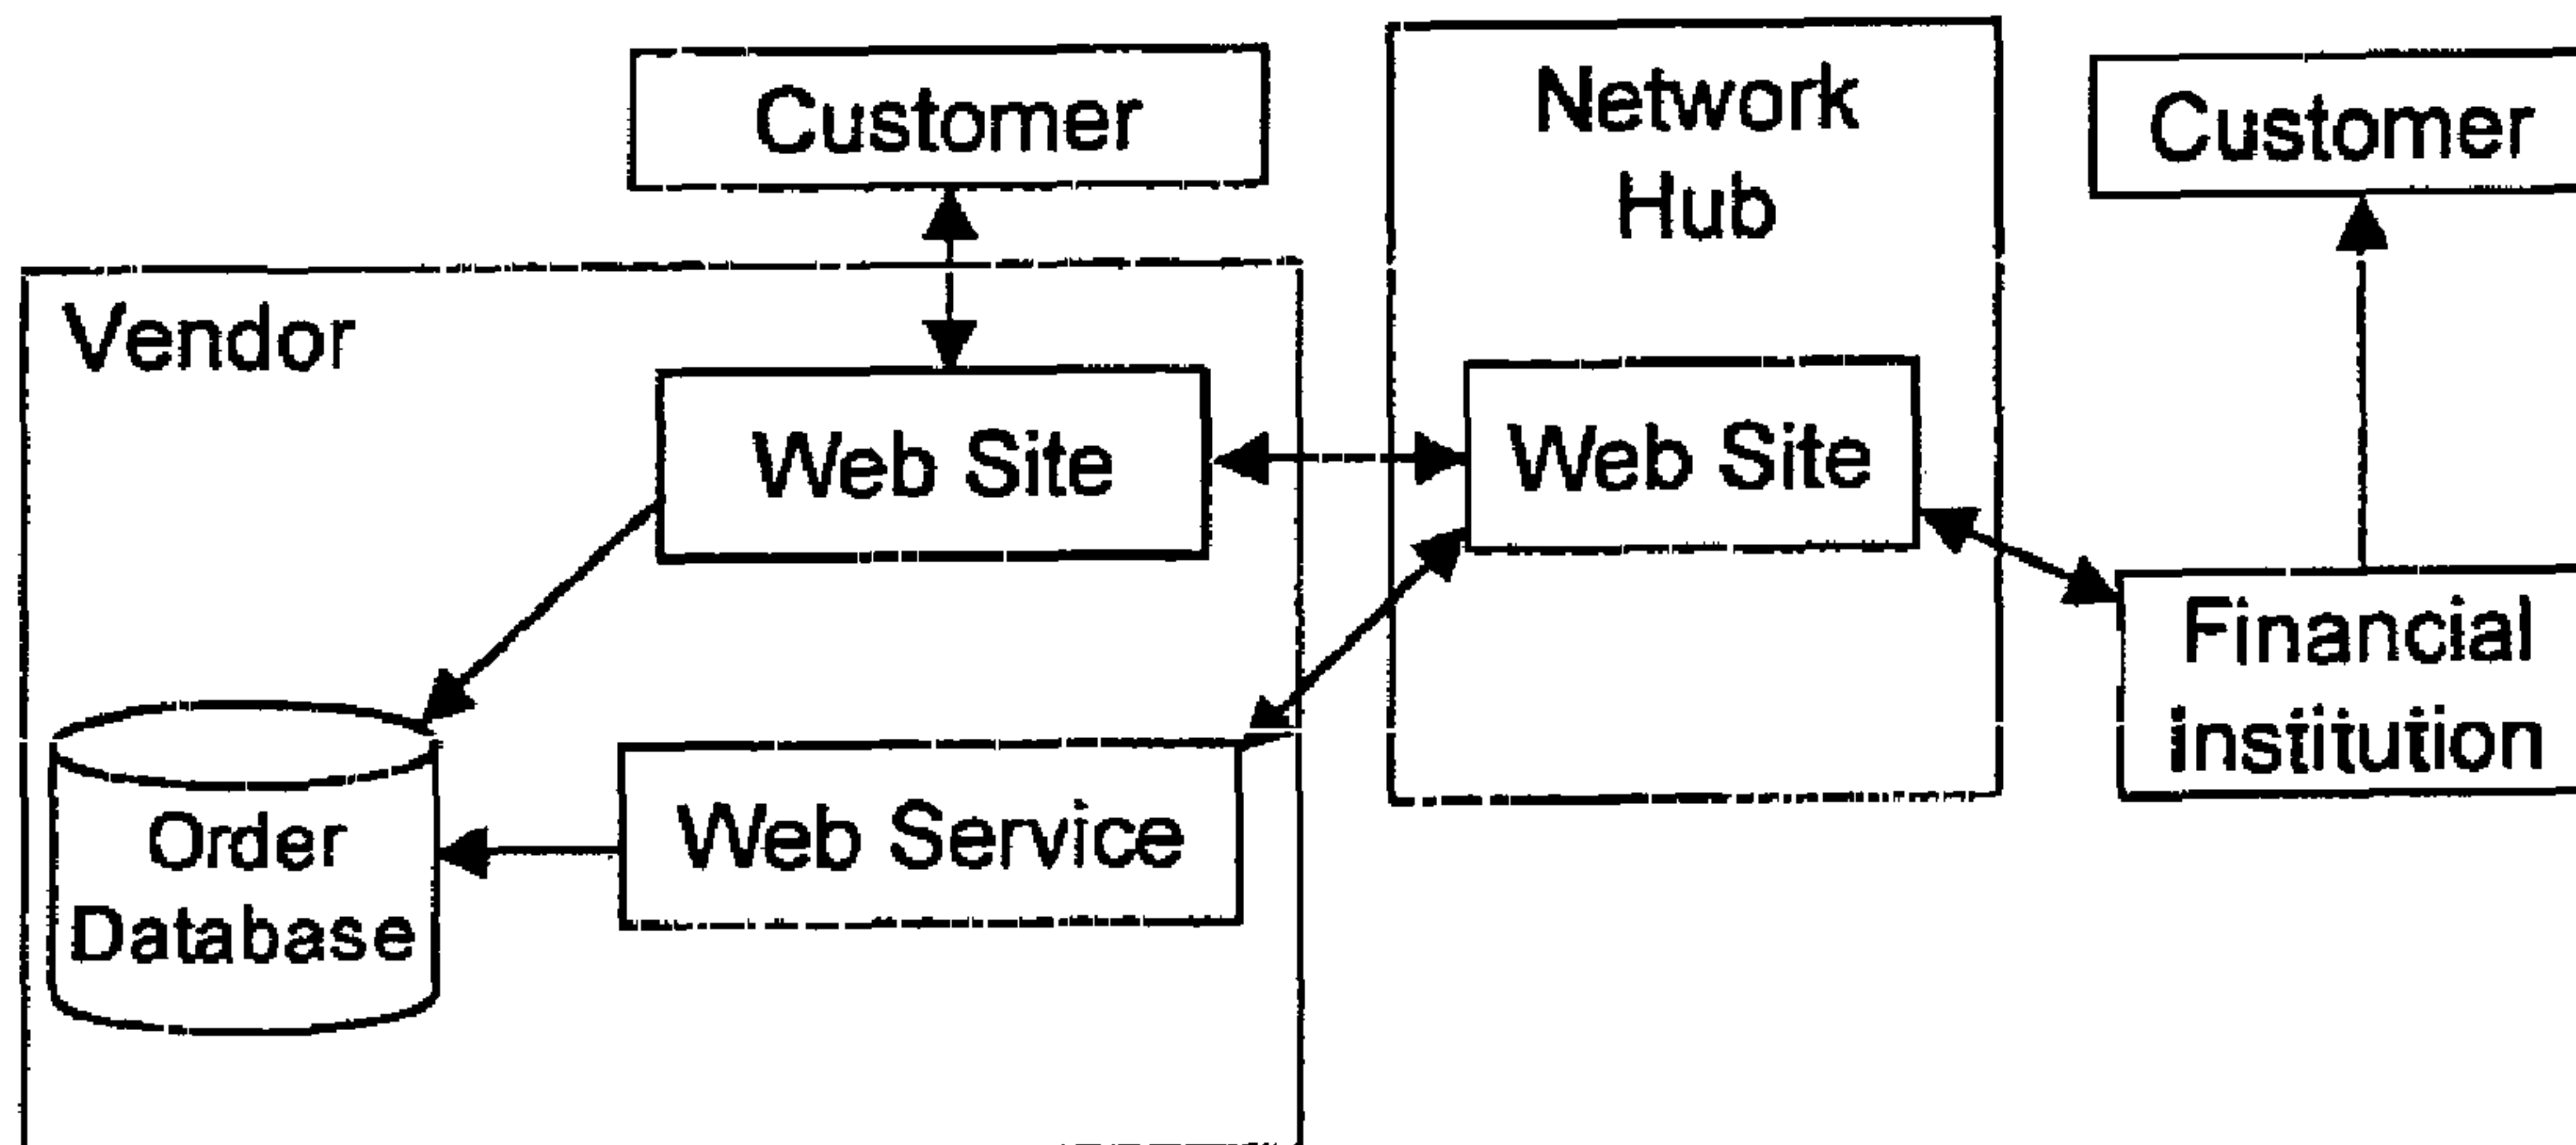 Customer
Network
Hub
Customer
Vendor
Web Site
Web Site
Financial
institution
Web Service
Order
Database